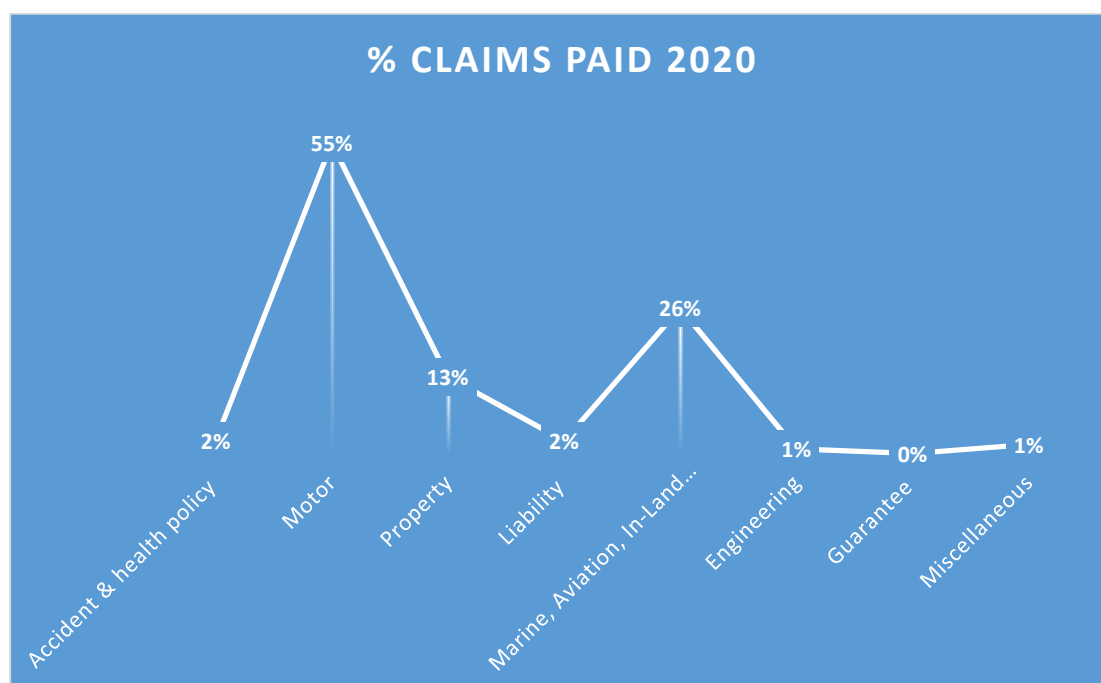 % CLAIMS PAID 2020
55%
26%
13%
2%
2%
1%
0%
1%
Accident & health policy
Motor
Property
Liability
Marine, Aviation, In-Land...
Engineering
Guarantee
Miscellaneous